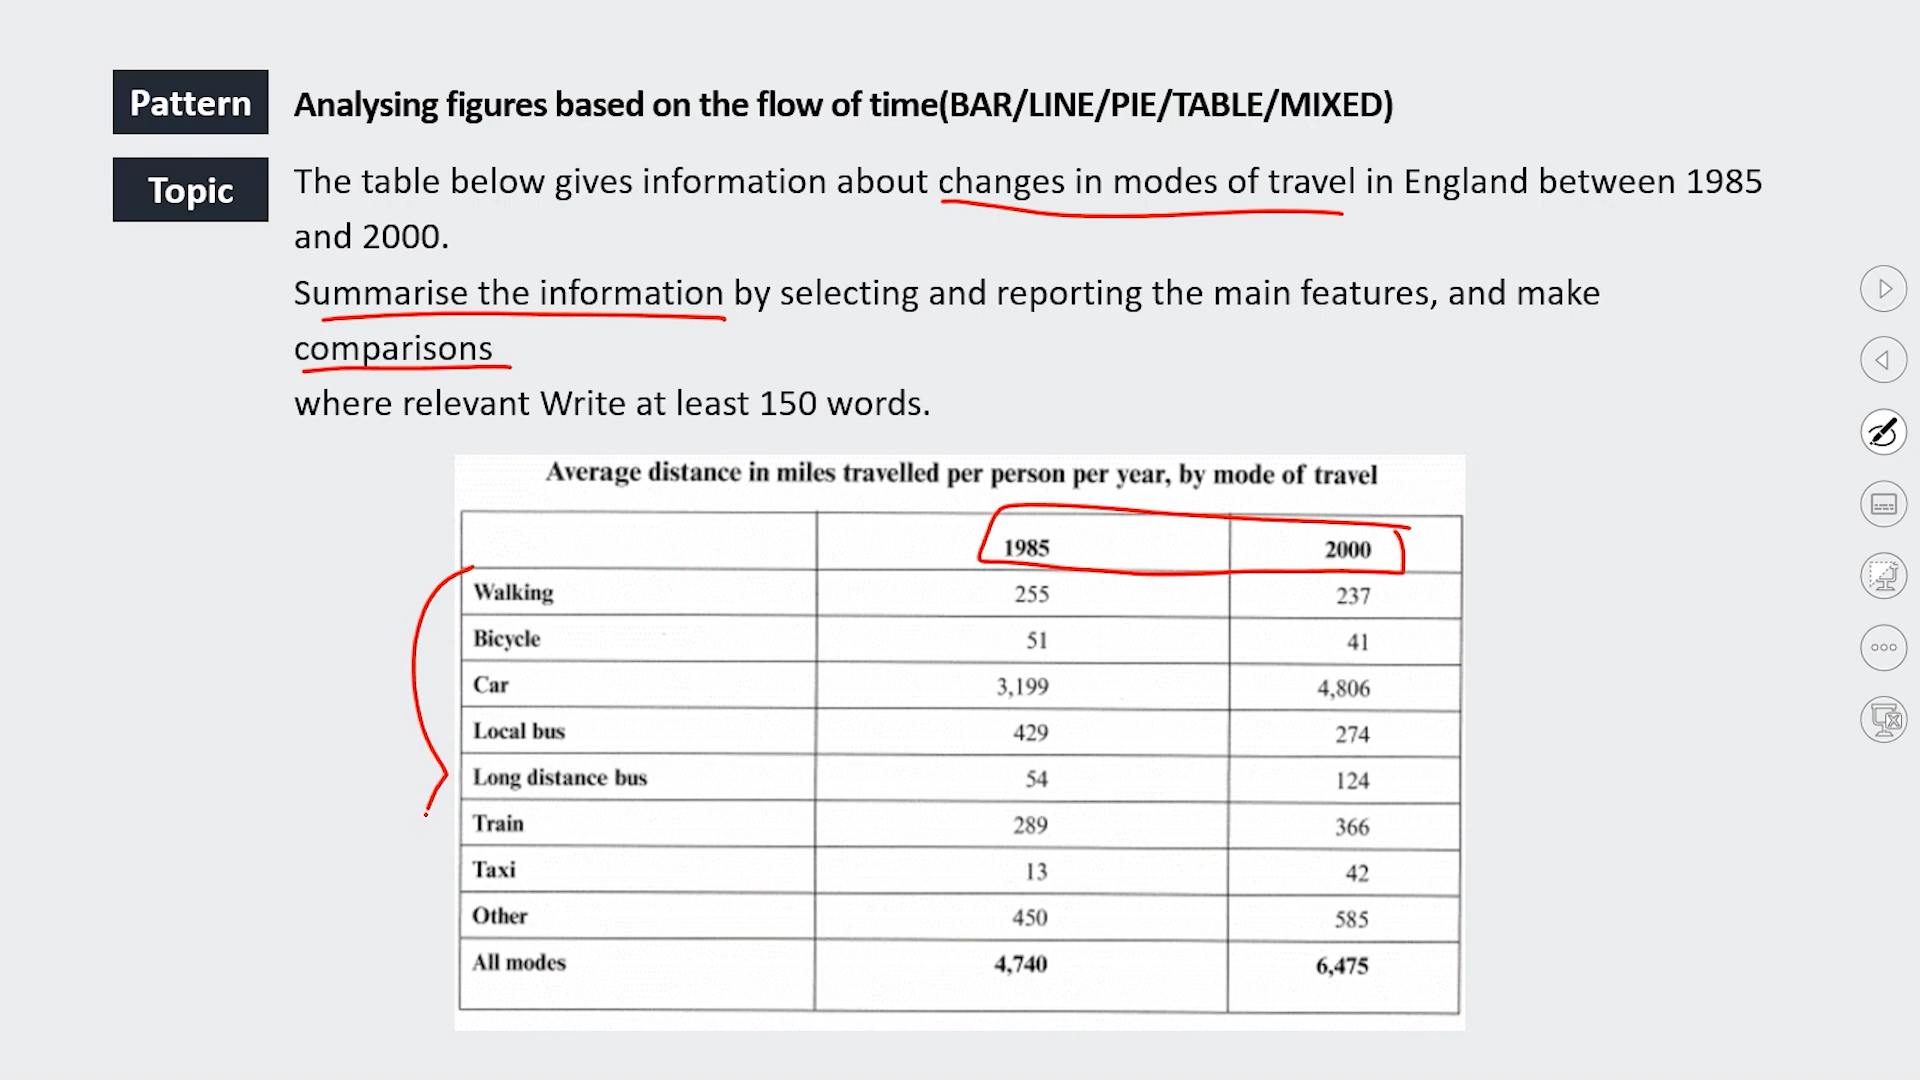 Pattern
Analysing figures based on the flow of time(BAR/LINE/PIE/TABLE/MIXED)
Topic
The table below gives information about changes in modes of travel in England between 1985
and 2000.
Summarise the information by selecting and reporting the main features, and make
comparisons
where relevant Write at least 150 words.
Average distance in miles travelled per person per year, by mode of travel
1985 2000
Walking 255 237
Bicycle 51 41
Car 3,199 4,806
Local bus 429 274
Long distance bus 54 124
Train 289 366
Taxi 13 42
Other 450 585
All modes 4,740 6,475